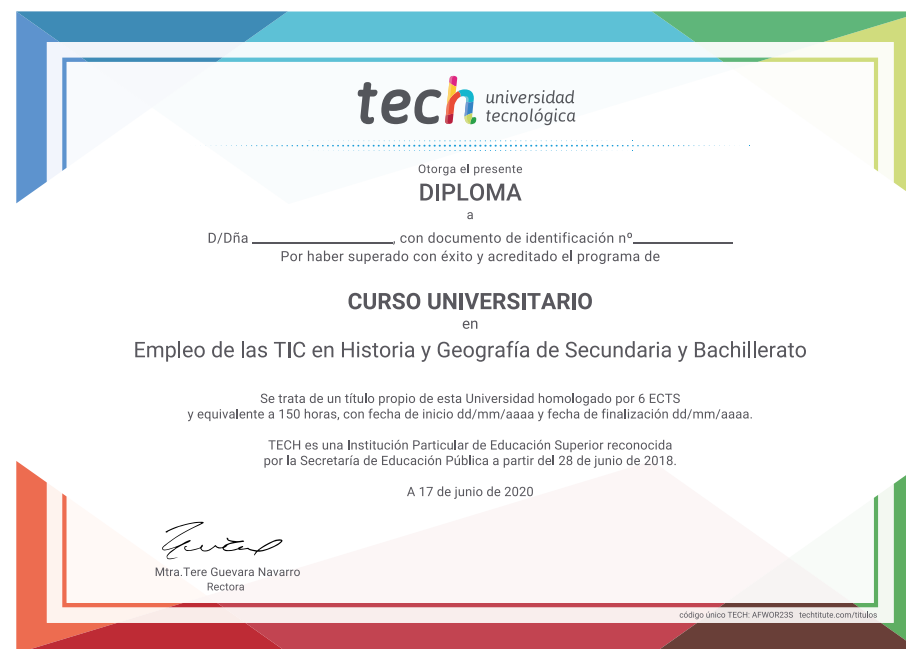 tech universidad
tecnológica
Otorga el presente
DIPLOMA
a
D/Dña ____________________, con documento de identificación nº______________
Por haber superado con éxito y acreditado el programa de
CURSO UNIVERSITARIO
en
Empleo de las TIC en Historia y Geografía de Secundaria y Bachillerato
Se trata de un título propio de esta Universidad homologado por 6 ECTS
y equivalente a 150 horas, con fecha de inicio dd/mm/aaaa y fecha de finalización dd/mm/aaaa.
TECH es una Institución Particular de Educación Superior reconocida
por la Secretaría de Educación Pública a partir del 28 de junio de 2018.
A 17 de junio de 2020
Mtra.Tere Guevara Navarro
Rectora
código único TECH: AFWOR23S techtitute.com/titulos